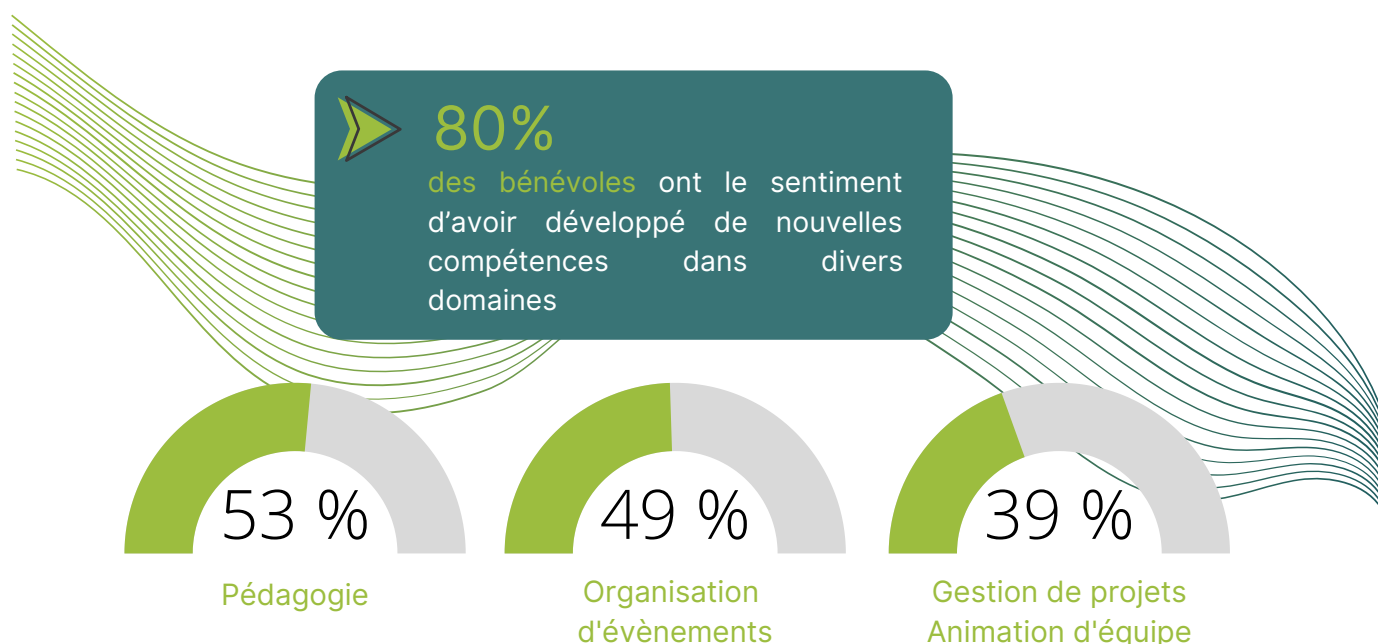 80%
des bénévoles ont le sentiment
d’avoir développé de nouvelles
compétences dans divers
domaines
53 %
49 %
39 %
Pédagogie
Organisation
d'évènements
Gestion de projets
Animation d'équipe